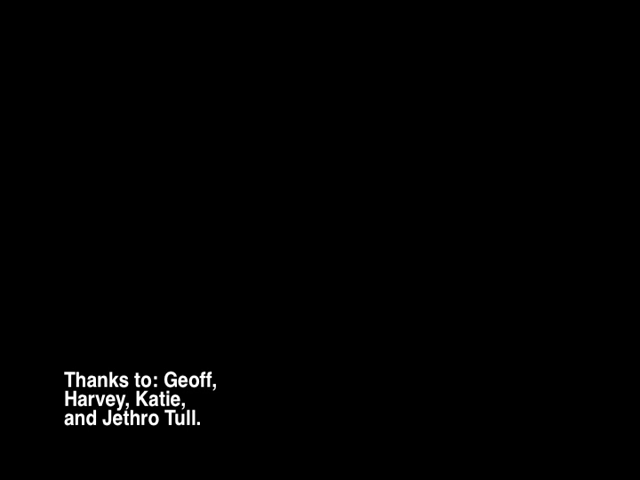 Thanks to: Geoff,
Harvey, Katie,
and Jethro Tull.